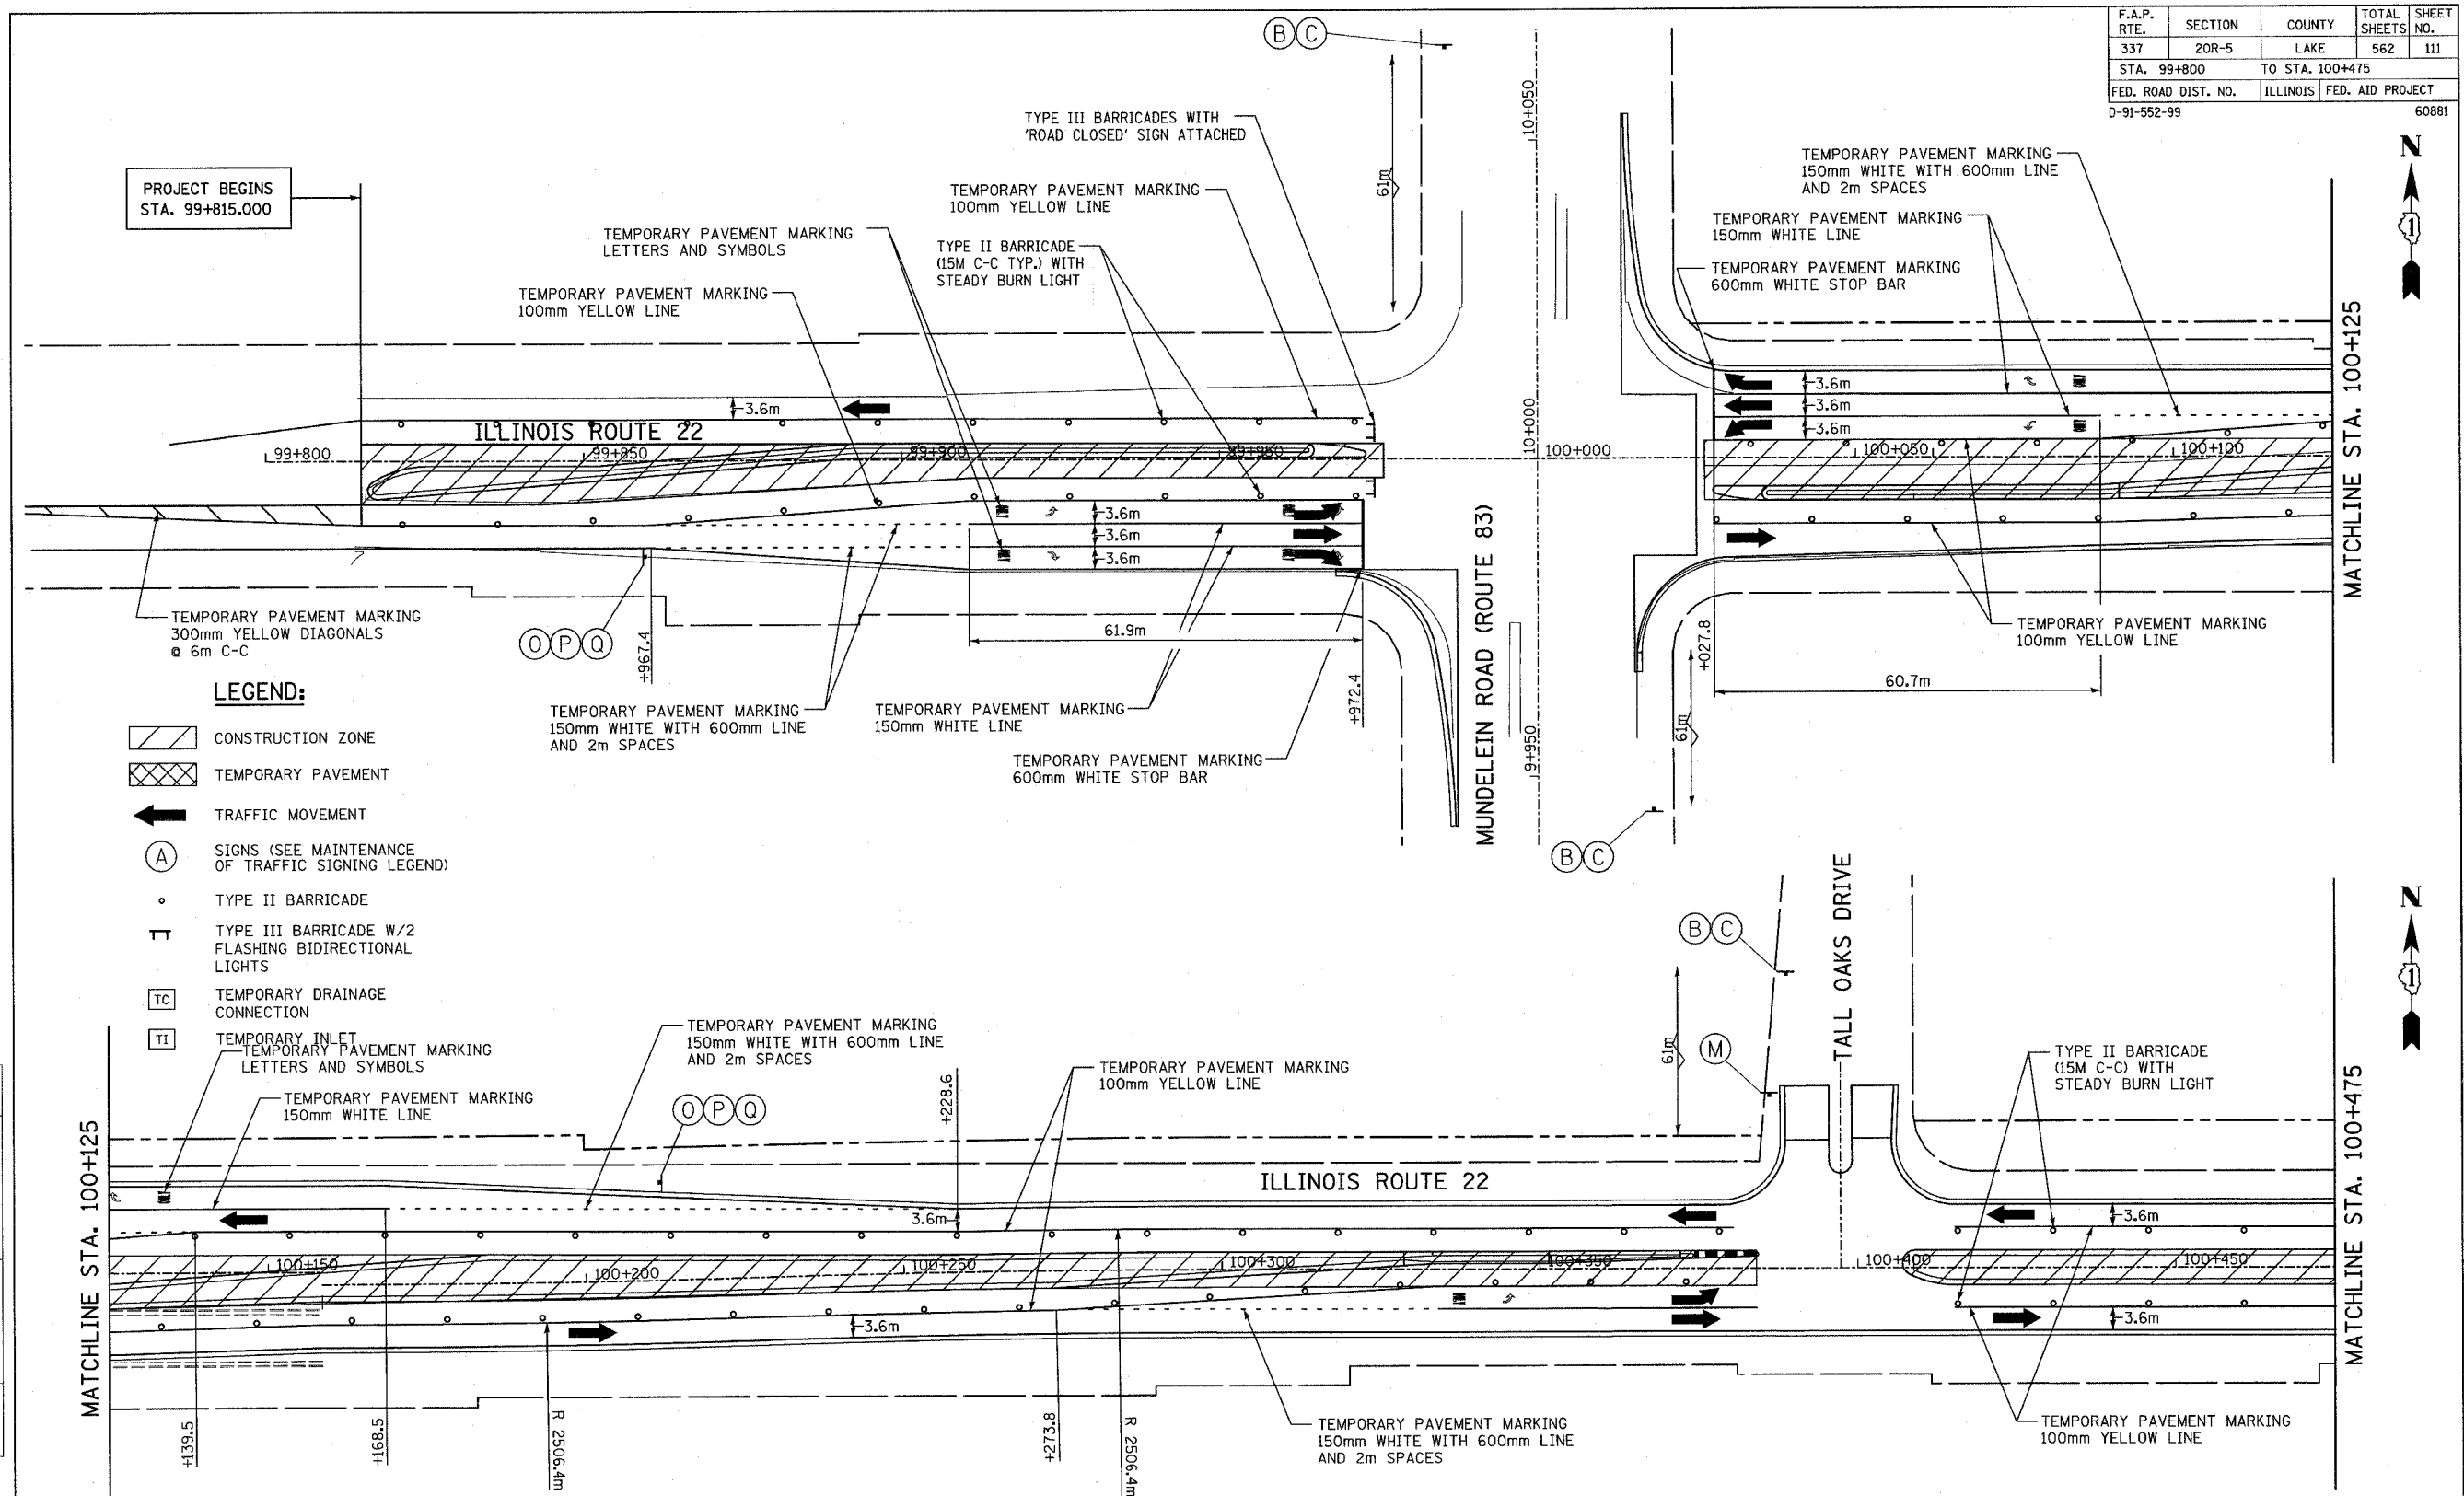 F.A.P. RTE. SECTION COUNTY TOTAL SHEETS SHEET NO.
337 20R-5 LAKE 562 111
STA. 99+800 TO STA. 100+475
FED. ROAD DIST. NO. ILLINOIS FED. AID PROJECT
D-91-552-99 60881
B C
N
1
PROJECT BEGINS
STA. 99+815.000
TYPE III BARRICADES WITH
'ROAD CLOSED' SIGN ATTACHED
TEMPORARY PAVEMENT MARKING
100mm YELLOW LINE
TEMPORARY PAVEMENT MARKING
LETTERS AND SYMBOLS
TYPE II BARRICADE
(15M C-C TYP.) WITH
STEADY BURN LIGHT
TEMPORARY PAVEMENT MARKING
100mm YELLOW LINE
61m
10+050
TEMPORARY PAVEMENT MARKING
150mm WHITE WITH 600mm LINE
AND 2m SPACES
TEMPORARY PAVEMENT MARKING
150mm WHITE LINE
TEMPORARY PAVEMENT MARKING
600mm WHITE STOP BAR
MATCHLINE STA. 100+125
3.6m
ILLINOIS ROUTE 22
99+800
99+850
99+900
99+950
10+000
100+000
100+050
100+100
3.6m
3.6m
3.6m
3.6m
3.6m
3.6m
TEMPORARY PAVEMENT MARKING
300mm YELLOW DIAGONALS
@ 6m C-C
O P Q
+967.4
61.9m
+972.4
MUNDELEIN ROAD (ROUTE 83)
9+950
+027.8
60.7m
TEMPORARY PAVEMENT MARKING
100mm YELLOW LINE
61m
B C
TEMPORARY PAVEMENT MARKING
150mm WHITE WITH 600mm LINE
AND 2m SPACES
TEMPORARY PAVEMENT MARKING
150mm WHITE LINE
TEMPORARY PAVEMENT MARKING
600mm WHITE STOP BAR
LEGEND:
CONSTRUCTION ZONE
TEMPORARY PAVEMENT
TRAFFIC MOVEMENT
A SIGNS (SEE MAINTENANCE
OF TRAFFIC SIGNING LEGEND)
TYPE II BARRICADE
TYPE III BARRICADE W/2
FLASHING BIDIRECTIONAL
LIGHTS
TC TEMPORARY DRAINAGE
CONNECTION
TI TEMPORARY INLET
TEMPORARY PAVEMENT MARKING
LETTERS AND SYMBOLS
TEMPORARY PAVEMENT MARKING
150mm WHITE LINE
TEMPORARY PAVEMENT MARKING
150mm WHITE WITH 600mm LINE
AND 2m SPACES
O P Q
+228.6
TEMPORARY PAVEMENT MARKING
100mm YELLOW LINE
B C
61m
M
TALL OAKS DRIVE
N
1
TYPE II BARRICADE
(15M C-C) WITH
STEADY BURN LIGHT
MATCHLINE STA. 100+125
MATCHLINE STA. 100+475
ILLINOIS ROUTE 22
3.6m
3.6m
100+150
100+200
100+250
100+300
100+350
100+400
100+450
3.6m
3.6m
+139.5
+168.5
R 2506.4m
+273.8
R 2506.4m
TEMPORARY PAVEMENT MARKING
150mm WHITE WITH 600mm LINE
AND 2m SPACES
TEMPORARY PAVEMENT MARKING
100mm YELLOW LINE